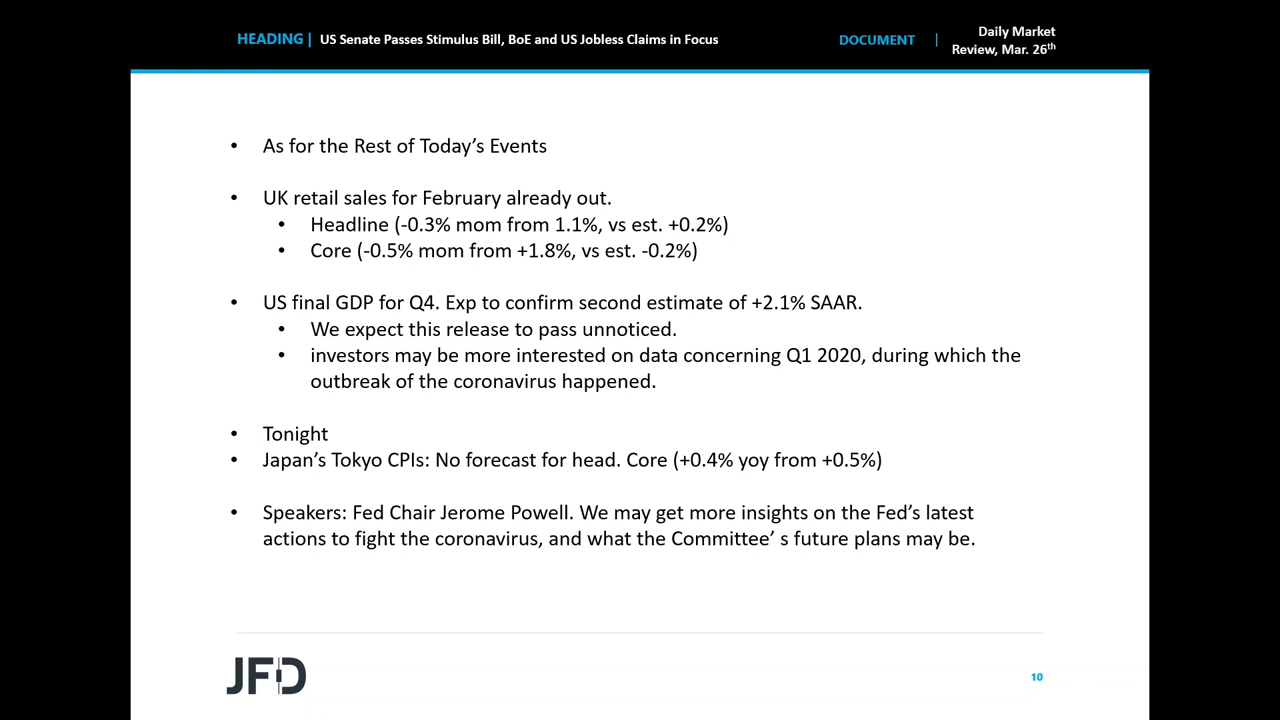 HEADING | US Senate Passes Stimulus Bill, BoE and US Jobless Claims in Focus
DOCUMENT | Daily Market
Review, Mar. 26th
• As for the Rest of Today’s Events
• UK retail sales for February already out.
• Headline (-0.3% mom from 1.1%, vs est. +0.2%)
• Core (-0.5% mom from +1.8%, vs est. -0.2%)
• US final GDP for Q4. Exp to confirm second estimate of +2.1% SAAR.
• We expect this release to pass unnoticed.
• investors may be more interested on data concerning Q1 2020, during which the
outbreak of the coronavirus happened.
• Tonight
• Japan’s Tokyo CPIs: No forecast for head. Core (+0.4% yoy from +0.5%)
• Speakers: Fed Chair Jerome Powell. We may get more insights on the Fed’s latest
actions to fight the coronavirus, and what the Committee’ s future plans may be.
JFD
10